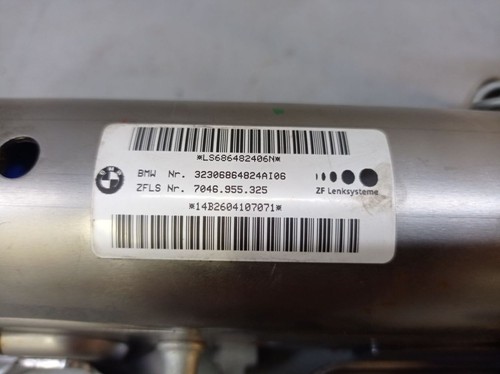 *LS686482406N*
BMW Nr. 32306864824AI06
ZFLS Nr. 7046.955.325
ZF Lenksysteme
*14B2604107071*